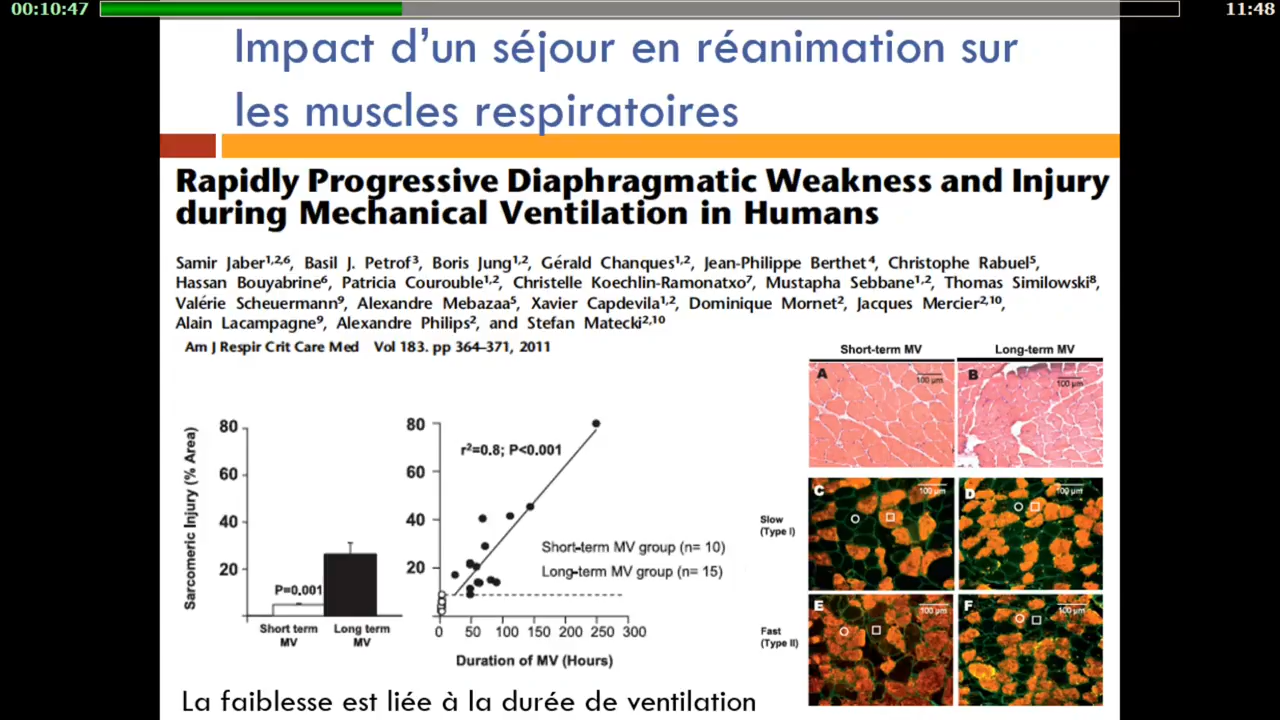 00:10:47
11:48
Impact d'un séjour en réanimation sur
les muscles respiratoires
Rapidly Progressive Diaphragmatic Weakness and Injury
during Mechanical Ventilation in Humans
Samir Jaber1,2,6, Basil J. Petrof3, Boris Jung1,2, Gérald Chanques1,2, Jean-Philippe Berthet4, Christophe Rabuel5,
Hassan Bouyabrine6, Patricia Courouble1,2, Christelle Koechlin-Ramonatxo7, Mustapha Sebbane1,2, Thomas Similowski8,
Valérie Scheuermann9, Alexandre Mebazaa5, Xavier Capdevila1,2, Dominique Mornet2, Jacques Mercier2,10,
Alain Lacampagne9, Alexandre Philips2, and Stefan Matecki2,10
Am J Respir Crit Care Med Vol 183. pp 364–371, 2011
Short-term MV Long-term MV
A 100 µm B 100 µm
C 100 µm D 100 µm
Slow
(Type I)
E 100 µm F 100 µm
Fast
(Type II)
Sarcomeric Injury (% Area)
80
60
40
20
P=0.001
Short term
MV
Long term
MV
80
60
40
20
r2=0.8; P<0.001
Short-term MV group (n= 10)
Long-term MV group (n= 15)
0 50 100 150 200 250 300
Duration of MV (Hours)
La faiblesse est liée à la durée de ventilation